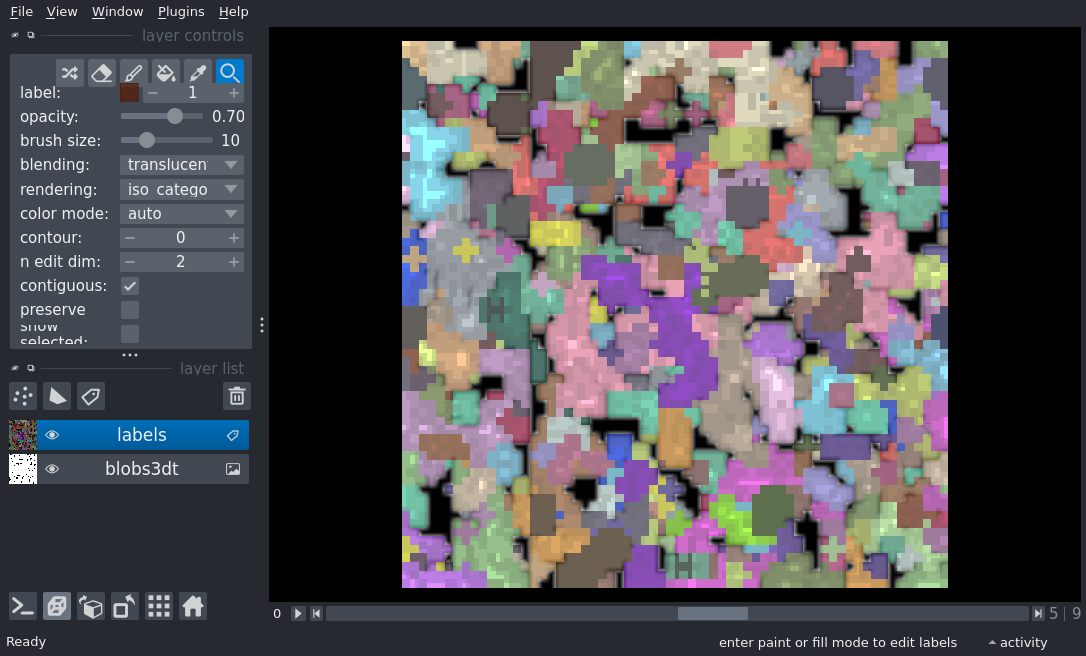 File View Window Plugins Help
layer controls
label: 1
opacity: 0.70
brush size: 10
blending: translucen
rendering: iso_catego
color mode: auto
contour: 0
n edit dim: 2
contiguous:
preserve
show
selected:
layer list
labels
blobs3dt
0 5 | 9
Ready enter paint or fill mode to edit labels activity